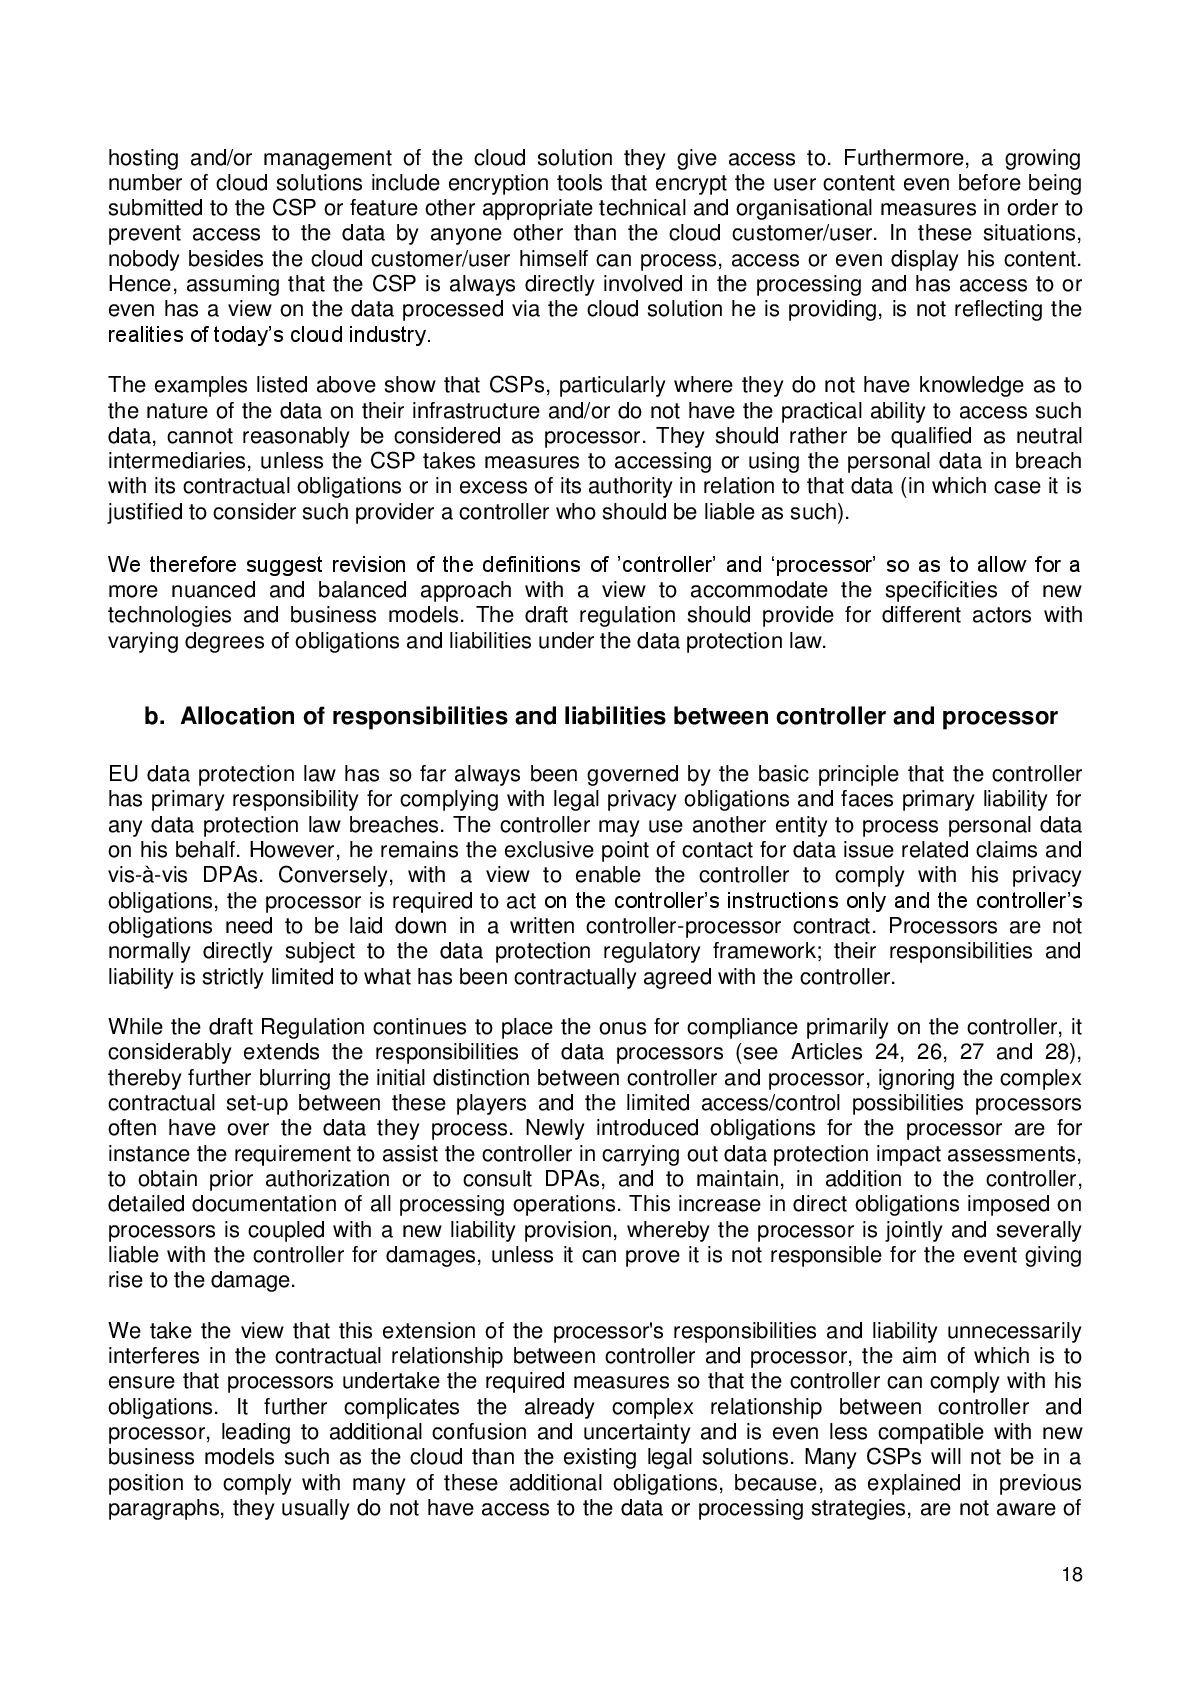 hosting and/or management of the cloud solution they give access to. Furthermore, a growing
number of cloud solutions include encryption tools that encrypt the user content even before being
submitted to the CSP or feature other appropriate technical and organisational measures in order to
prevent access to the data by anyone other than the cloud customer/user. In these situations,
nobody besides the cloud customer/user himself can process, access or even display his content.
Hence, assuming that the CSP is always directly involved in the processing and has access to or
even has a view on the data processed via the cloud solution he is providing, is not reflecting the
realities of today’s cloud industry.
The examples listed above show that CSPs, particularly where they do not have knowledge as to
the nature of the data on their infrastructure and/or do not have the practical ability to access such
data, cannot reasonably be considered as processor. They should rather be qualified as neutral
intermediaries, unless the CSP takes measures to accessing or using the personal data in breach
with its contractual obligations or in excess of its authority in relation to that data (in which case it is
justified to consider such provider a controller who should be liable as such).
We therefore suggest revision of the definitions of ’controller’ and ‘processor’ so as to allow for a
more nuanced and balanced approach with a view to accommodate the specificities of new
technologies and business models. The draft regulation should provide for different actors with
varying degrees of obligations and liabilities under the data protection law.
b. Allocation of responsibilities and liabilities between controller and processor
EU data protection law has so far always been governed by the basic principle that the controller
has primary responsibility for complying with legal privacy obligations and faces primary liability for
any data protection law breaches. The controller may use another entity to process personal data
on his behalf. However, he remains the exclusive point of contact for data issue related claims and
vis-à-vis DPAs. Conversely, with a view to enable the controller to comply with his privacy
obligations, the processor is required to act on the controller’s instructions only and the controller’s
obligations need to be laid down in a written controller-processor contract. Processors are not
normally directly subject to the data protection regulatory framework; their responsibilities and
liability is strictly limited to what has been contractually agreed with the controller.
While the draft Regulation continues to place the onus for compliance primarily on the controller, it
considerably extends the responsibilities of data processors (see Articles 24, 26, 27 and 28),
thereby further blurring the initial distinction between controller and processor, ignoring the complex
contractual set-up between these players and the limited access/control possibilities processors
often have over the data they process. Newly introduced obligations for the processor are for
instance the requirement to assist the controller in carrying out data protection impact assessments,
to obtain prior authorization or to consult DPAs, and to maintain, in addition to the controller,
detailed documentation of all processing operations. This increase in direct obligations imposed on
processors is coupled with a new liability provision, whereby the processor is jointly and severally
liable with the controller for damages, unless it can prove it is not responsible for the event giving
rise to the damage.
We take the view that this extension of the processor's responsibilities and liability unnecessarily
interferes in the contractual relationship between controller and processor, the aim of which is to
ensure that processors undertake the required measures so that the controller can comply with his
obligations. It further complicates the already complex relationship between controller and
processor, leading to additional confusion and uncertainty and is even less compatible with new
business models such as the cloud than the existing legal solutions. Many CSPs will not be in a
position to comply with many of these additional obligations, because, as explained in previous
paragraphs, they usually do not have access to the data or processing strategies, are not aware of
18